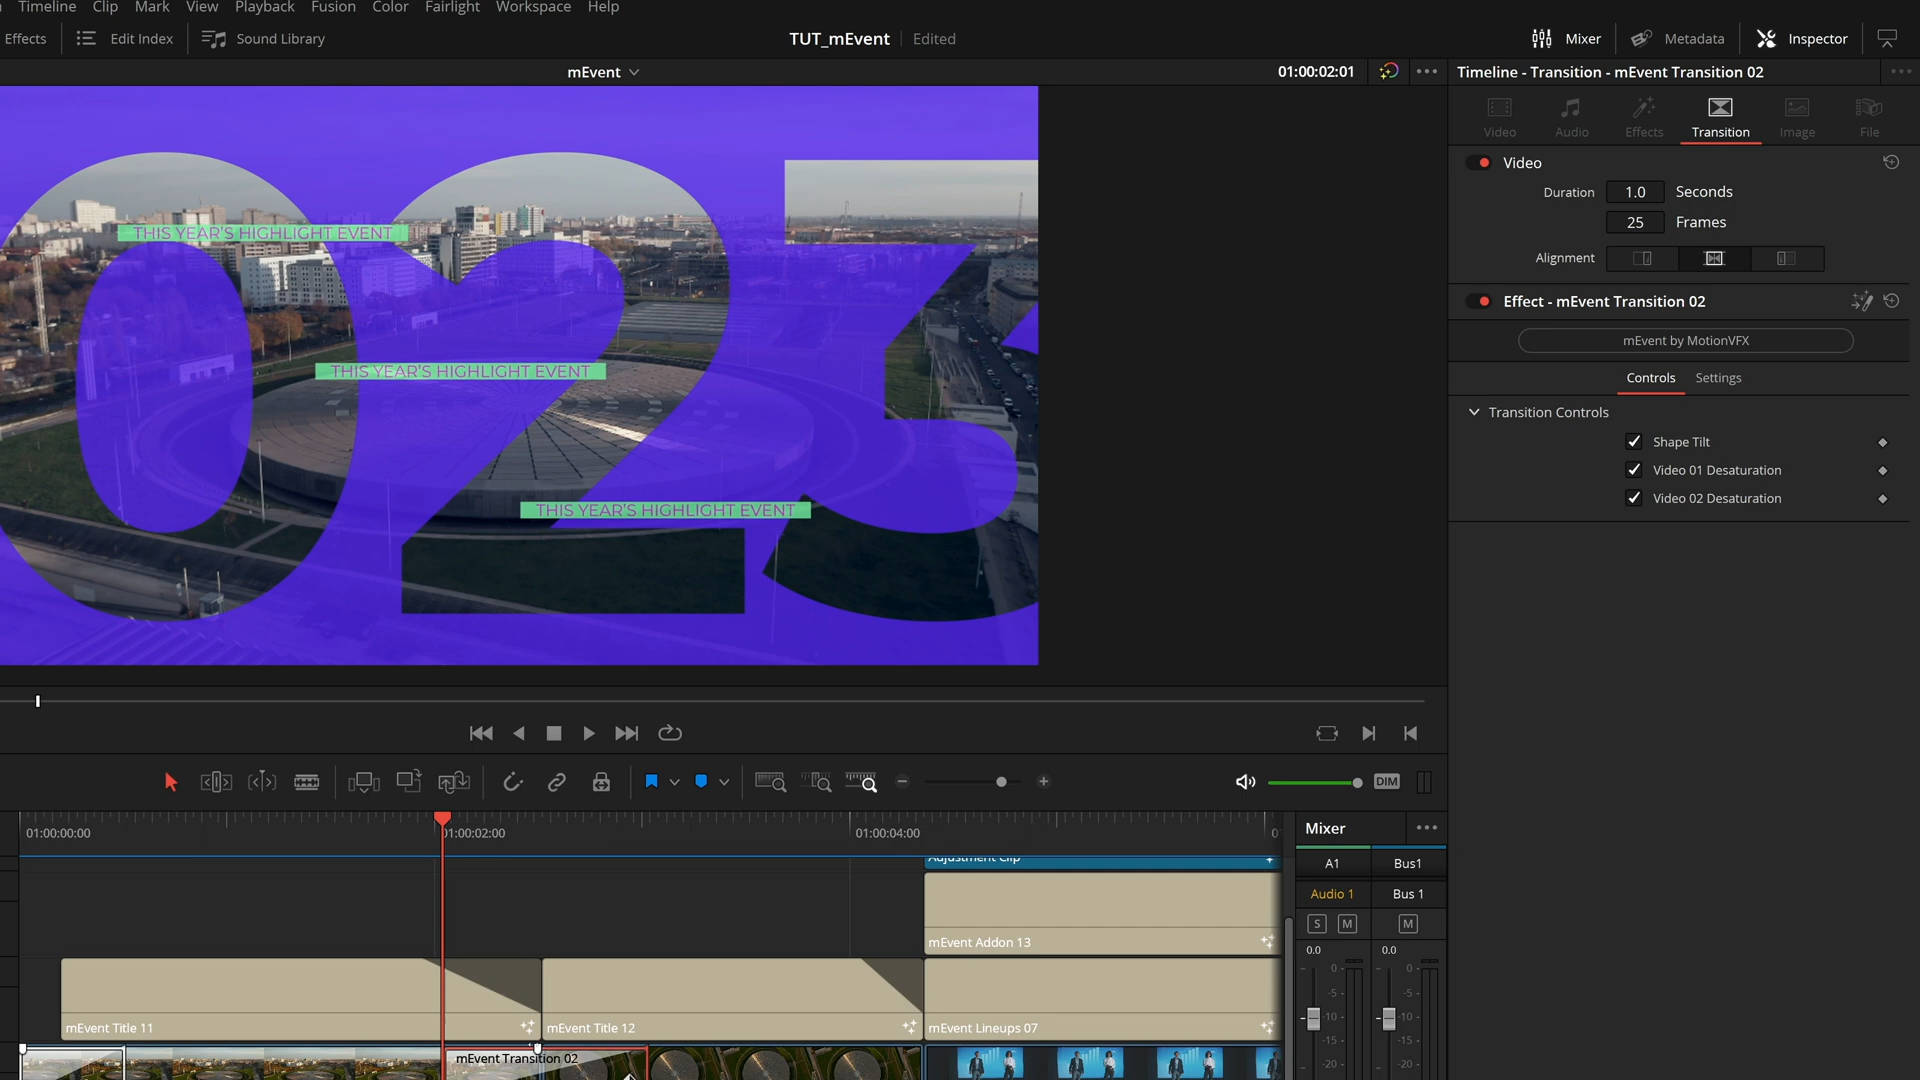 Timeline Clip Mark View Playback Fusion Color Fairlight Workspace Help
Effects Edit Index Sound Library TUT_mEvent Edited Mixer Metadata Inspector
mEvent 01:00:02:01 Timeline - Transition - mEvent Transition 02
Video Audio Effects Transition Image File
Video
Duration 1.0 Seconds
25 Frames
Alignment
Effect - mEvent Transition 02
mEvent by MotionVFX
Controls Settings
Transition Controls
Shape Tilt
Video 01 Desaturation
Video 02 Desaturation
023
THIS YEAR'S HIGHLIGHT EVENT
THIS YEAR'S HIGHLIGHT EVENT
THIS YEAR'S HIGHLIGHT EVENT
DIM
01:00:00:00 01:00:02:00 01:00:04:00 0
Adjustment Clip
mEvent Addon 13
mEvent Title 11 mEvent Title 12 mEvent Lineups 07
mEvent Transition 02
Mixer
A1 Bus1
Audio 1 Bus 1
S M M
0.0 0.0
0 0
-5 -5
-10 -10
-15 -15
-20 -20